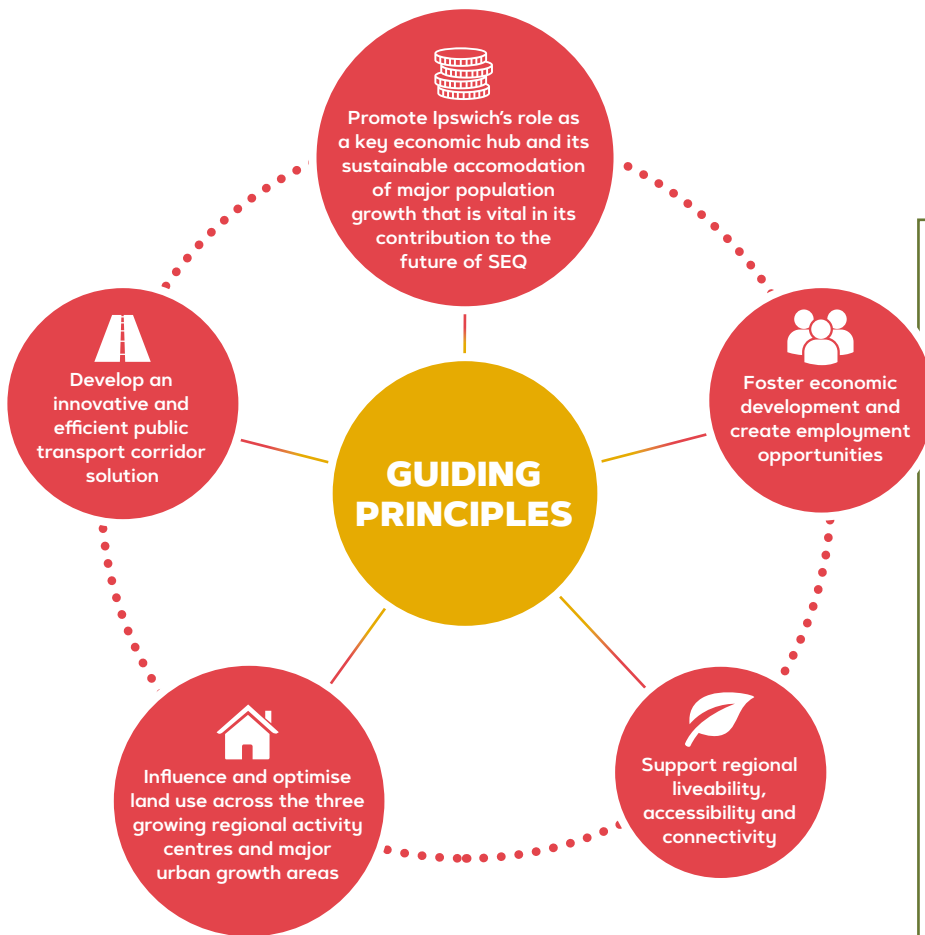 Promote Ipswich's role as
a key economic hub and its
sustainable accomodation
of major population
growth that is vital in its
contribution to the
future of SEQ
Develop an
innovative and
efficient public
transport corridor
solution
Foster economic
development and
create employment
opportunities
GUIDING
PRINCIPLES
Influence and optimise
land use across the three
growing regional activity
centres and major
urban growth areas
Support regional
liveability,
accessibility and
connectivity